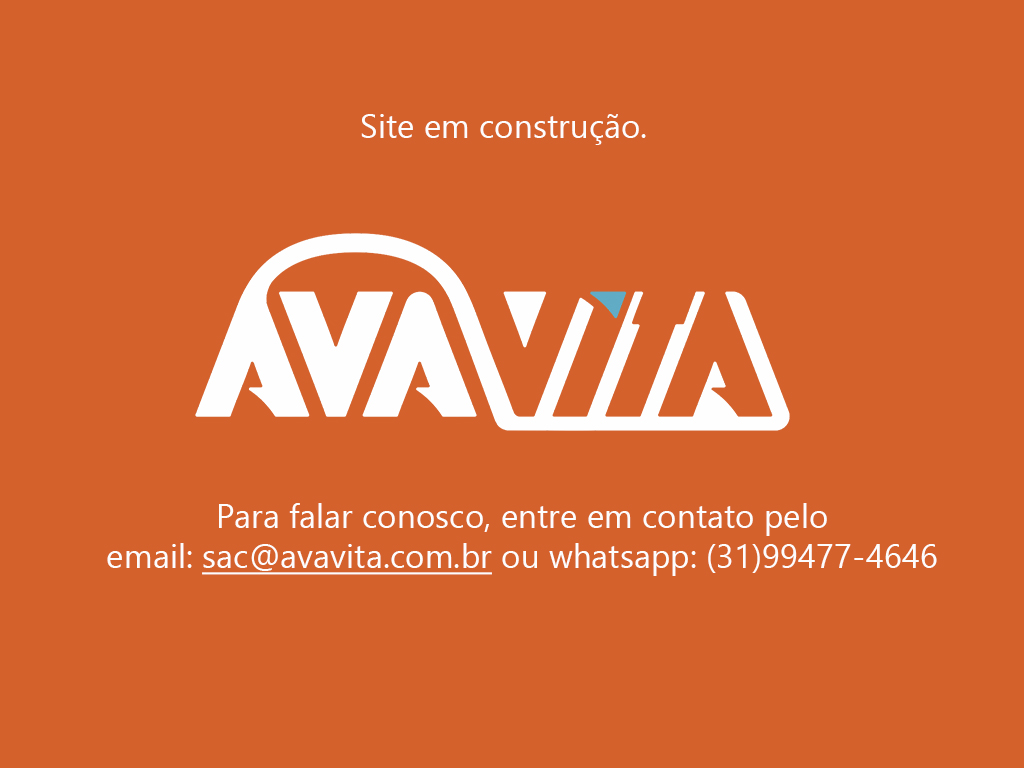 Site em construção.
AVAVITA
Para falar conosco, entre em contato pelo
email: sac@avavita.com.br ou whatsapp: (31)99477-4646